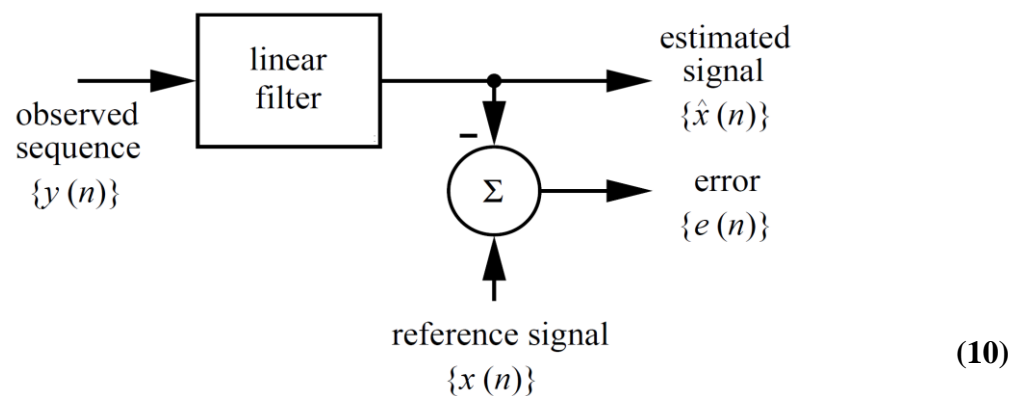 linear
filter
observed
sequence
{y (n)}
estimated
signal
{x̂ (n)}
−
Σ
error
{e (n)}
reference signal
{x (n)}
(10)